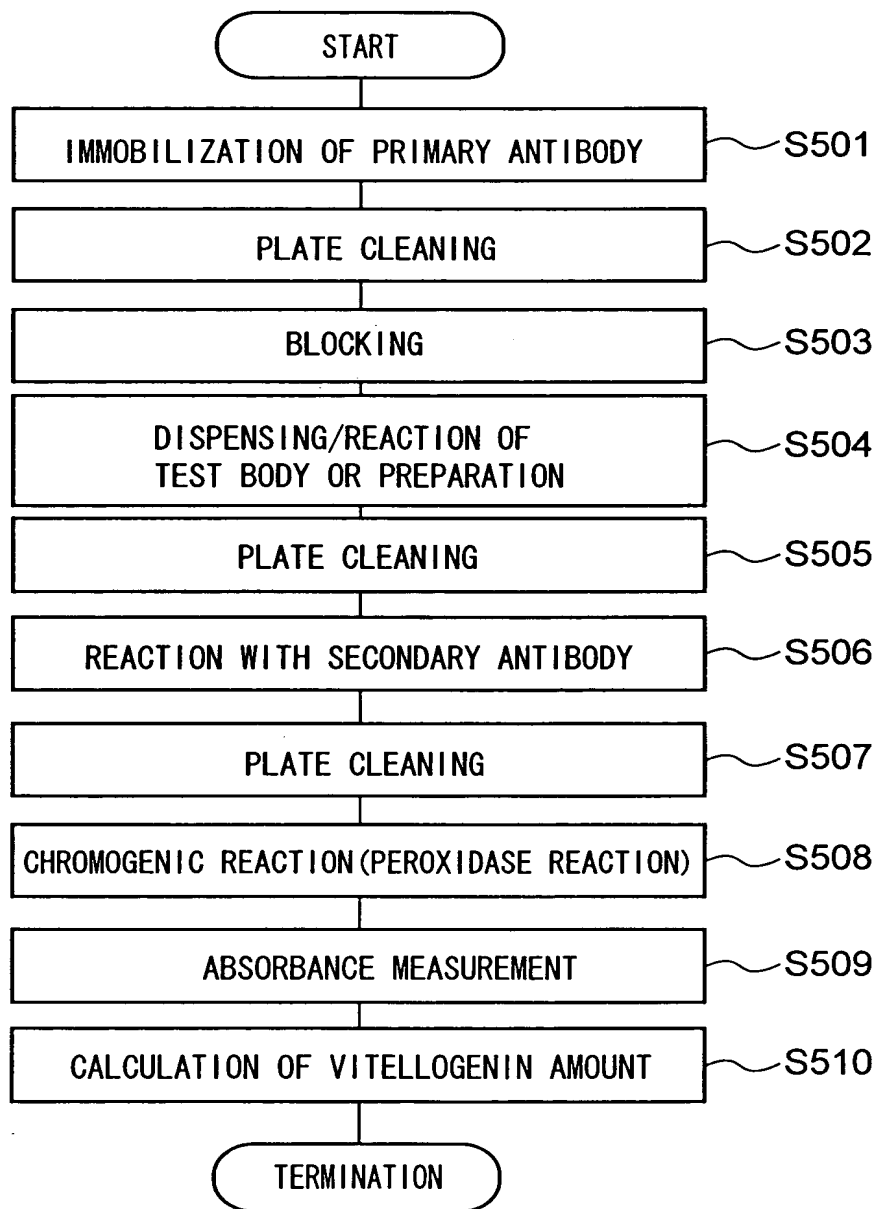 START
IMMOBILIZATION OF PRIMARY ANTIBODY
S501
PLATE CLEANING
S502
BLOCKING
S503
DISPENSING/REACTION OF
TEST BODY OR PREPARATION
S504
PLATE CLEANING
S505
REACTION WITH SECONDARY ANTIBODY
S506
PLATE CLEANING
S507
CHROMOGENIC REACTION(PEROXIDASE REACTION)
S508
ABSORBANCE MEASUREMENT
S509
CALCULATION OF VITELLOGENIN AMOUNT
S510
TERMINATION